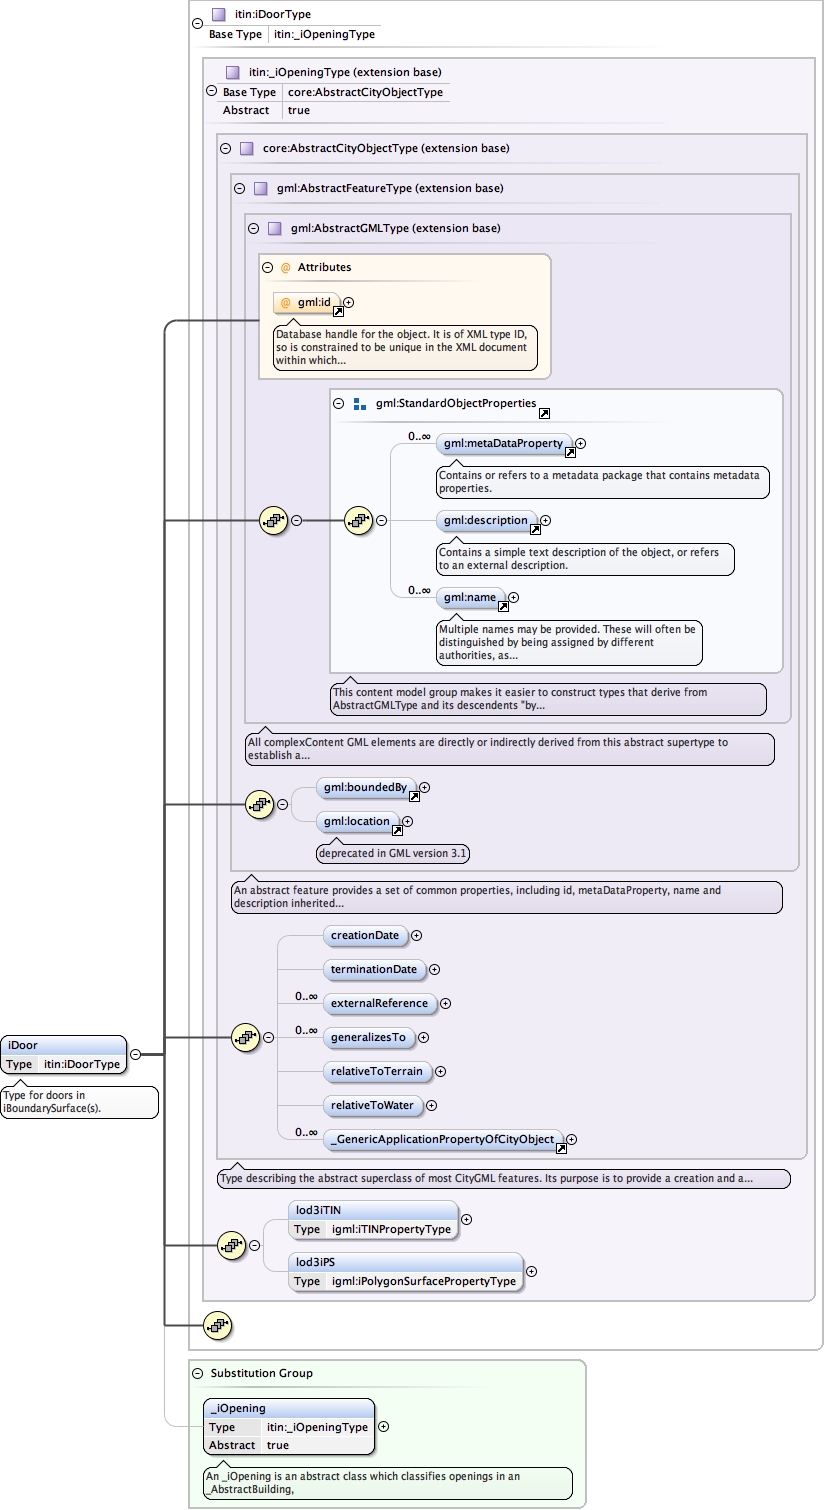 itin:iDoorType
Base Type itin:_iOpeningType
itin:_iOpeningType (extension base)
Base Type core:AbstractCityObjectType
Abstract true
core:AbstractCityObjectType (extension base)
gml:AbstractFeatureType (extension base)
gml:AbstractGMLType (extension base)
@ Attributes
@ gml:id
Database handle for the object. It is of XML type ID,
so is constrained to be unique in the XML document
within which...
gml:StandardObjectProperties
0..∞ gml:metaDataProperty
Contains or refers to a metadata package that contains metadata
properties.
gml:description
Contains a simple text description of the object, or refers
to an external description.
0..∞ gml:name
Multiple names may be provided. These will often be
distinguished by being assigned by different
authorities, as...
This content model group makes it easier to construct types that derive from
AbstractGMLType and its descendents "by...
All complexContent GML elements are directly or indirectly derived from this abstract supertype to
establish a...
gml:boundedBy
gml:location
deprecated in GML version 3.1
An abstract feature provides a set of common properties, including id, metaDataProperty, name and
description inherited...
creationDate
terminationDate
0..∞ externalReference
0..∞ generalizesTo
relativeToTerrain
relativeToWater
0..∞ _GenericApplicationPropertyOfCityObject
iDoor
Type itin:iDoorType
Type for doors in
iBoundarySurface(s).
Type describing the abstract superclass of most CityGML features. Its purpose is to provide a creation and a...
lod3iTIN
Type igml:iTINPropertyType
lod3iPS
Type igml:iPolygonSurfacePropertyType
Substitution Group
_iOpening
Type itin:_iOpeningType
Abstract true
An _iOpening is an abstract class which classifies openings in an
_AbstractBuilding,